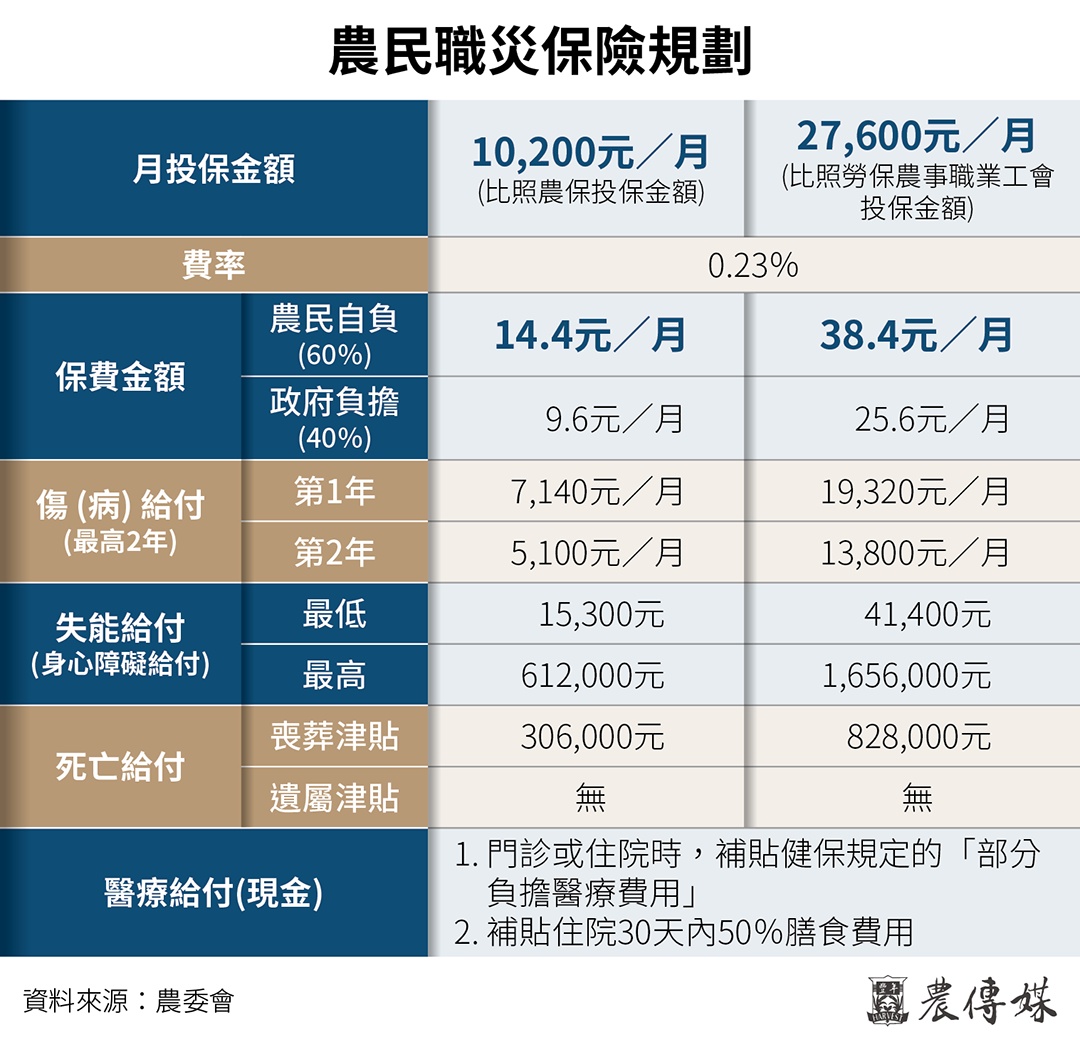 農民職災保險規劃
月投保金額
10,200元／月
(比照農保投保金額)
27,600元／月
(比照勞保農事職業工會
投保金額)
費率
0.23%
保費金額
農民自負
(60%)
14.4元／月
38.4元／月
政府負擔
(40%)
9.6元／月
25.6元／月
傷 (病) 給付
(最高2年)
第1年
7,140元／月
19,320元／月
第2年
5,100元／月
13,800元／月
失能給付
(身心障礙給付)
最低
15,300元
41,400元
最高
612,000元
1,656,000元
死亡給付
喪葬津貼
306,000元
828,000元
遺屬津貼
無
無
醫療給付(現金)
1. 門診或住院時，補貼健保規定的「部分
負擔醫療費用」
2. 補貼住院30天內50%膳食費用
資料來源：農委會
HARVEST
農傳媒